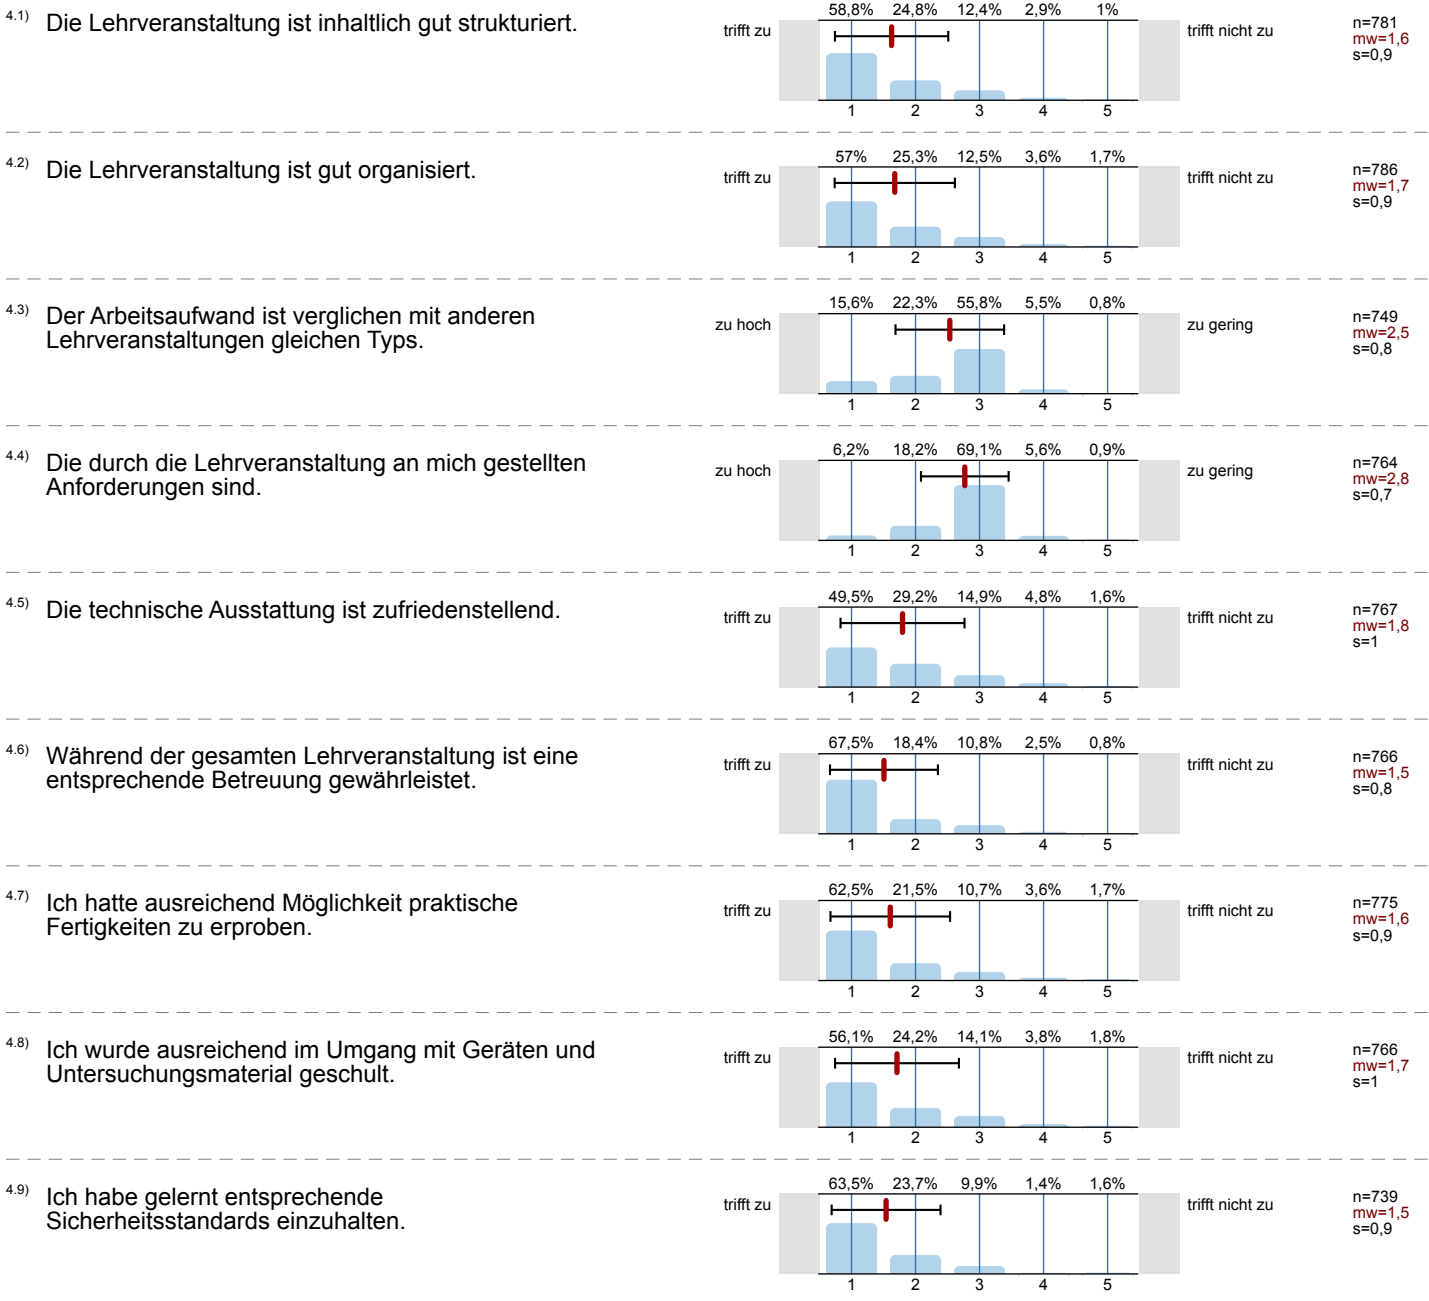 4.1) Die Lehrveranstaltung ist inhaltlich gut strukturiert.
58,8% 24,8% 12,4% 2,9% 1%
trifft zu trifft nicht zu
n=781
mw=1,6
s=0,9
1 2 3 4 5
4.2) Die Lehrveranstaltung ist gut organisiert.
57% 25,3% 12,5% 3,6% 1,7%
trifft zu trifft nicht zu
n=786
mw=1,7
s=0,9
1 2 3 4 5
4.3) Der Arbeitsaufwand ist verglichen mit anderen
Lehrveranstaltungen gleichen Typs.
15,6% 22,3% 55,8% 5,5% 0,8%
zu hoch zu gering
n=749
mw=2,5
s=0,8
1 2 3 4 5
4.4) Die durch die Lehrveranstaltung an mich gestellten
Anforderungen sind.
6,2% 18,2% 69,1% 5,6% 0,9%
zu hoch zu gering
n=764
mw=2,8
s=0,7
1 2 3 4 5
4.5) Die technische Ausstattung ist zufriedenstellend.
49,5% 29,2% 14,9% 4,8% 1,6%
trifft zu trifft nicht zu
n=767
mw=1,8
s=1
1 2 3 4 5
4.6) Während der gesamten Lehrveranstaltung ist eine
entsprechende Betreuung gewährleistet.
67,5% 18,4% 10,8% 2,5% 0,8%
trifft zu trifft nicht zu
n=766
mw=1,5
s=0,8
1 2 3 4 5
4.7) Ich hatte ausreichend Möglichkeit praktische
Fertigkeiten zu erproben.
62,5% 21,5% 10,7% 3,6% 1,7%
trifft zu trifft nicht zu
n=775
mw=1,6
s=0,9
1 2 3 4 5
4.8) Ich wurde ausreichend im Umgang mit Geräten und
Untersuchungsmaterial geschult.
56,1% 24,2% 14,1% 3,8% 1,8%
trifft zu trifft nicht zu
n=766
mw=1,7
s=1
1 2 3 4 5
4.9) Ich habe gelernt entsprechende
Sicherheitsstandards einzuhalten.
63,5% 23,7% 9,9% 1,4% 1,6%
trifft zu trifft nicht zu
n=739
mw=1,5
s=0,9
1 2 3 4 5